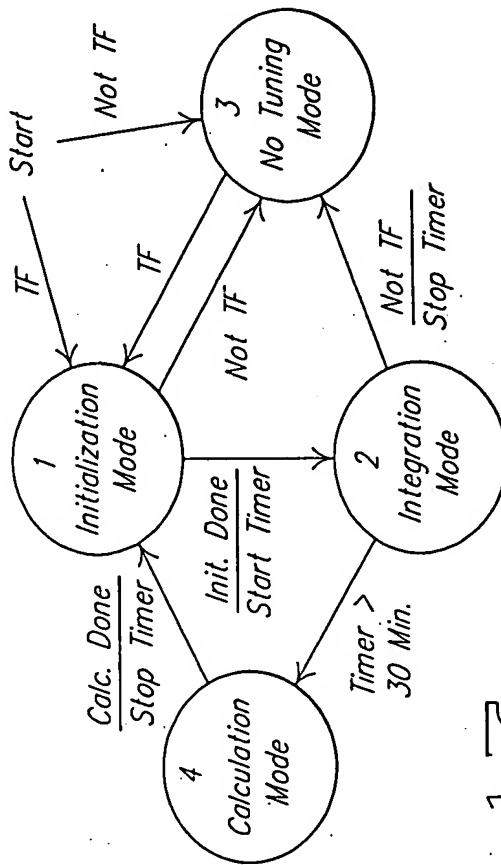 Start
TF
Not TF
1
Initialization
Mode
3
No Tuning
Mode
TF
Not TF
Calc. Done
Stop Timer
Init. Done
Start Timer
Not TF
Stop Timer
4
Calculation
Mode
2
Integration
Mode
Timer >
30 Min.